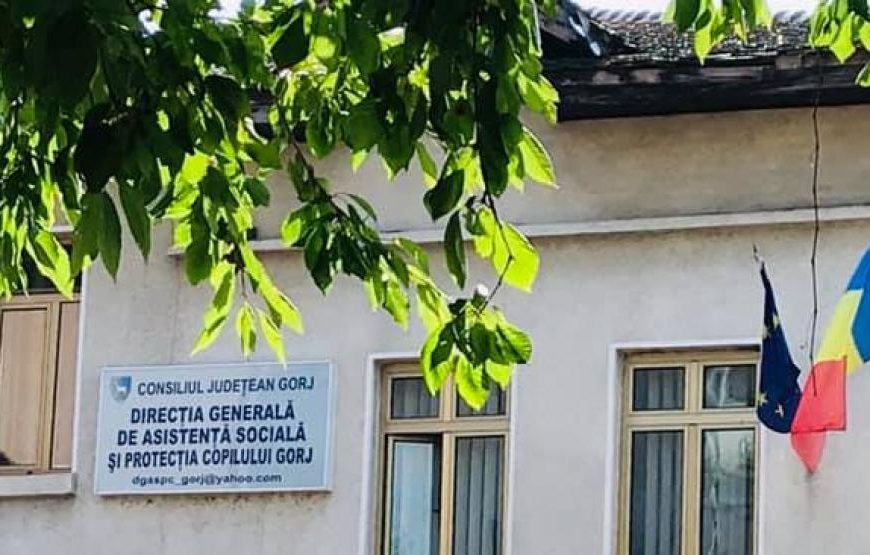 CONSILIUL JUDEȚEAN GORJ
DIRECȚIA GENERALĂ
DE ASISTENȚĂ SOCIALĂ
ȘI PROTECȚIA COPILULUI GORJ
dgaspc_gorj@yahoo.com